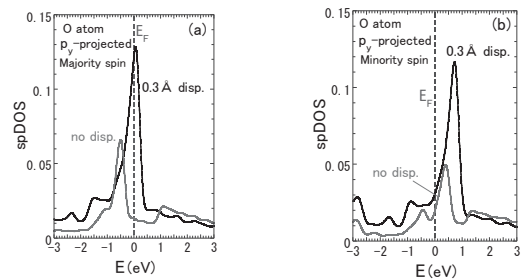 (a)
O atom
p_y-projected
Majority spin
E_F
0.3 Å disp.
no disp.
spDOS
0.15
0.1
0.05
0
-3 -2 -1 0 1 2 3
E(eV)
(b)
O atom
p_y-projected
Minority spin
0.3 Å disp.
E_F
no disp.
spDOS
0.15
0.1
0.05
0
-3 -2 -1 0 1 2 3
E(eV)